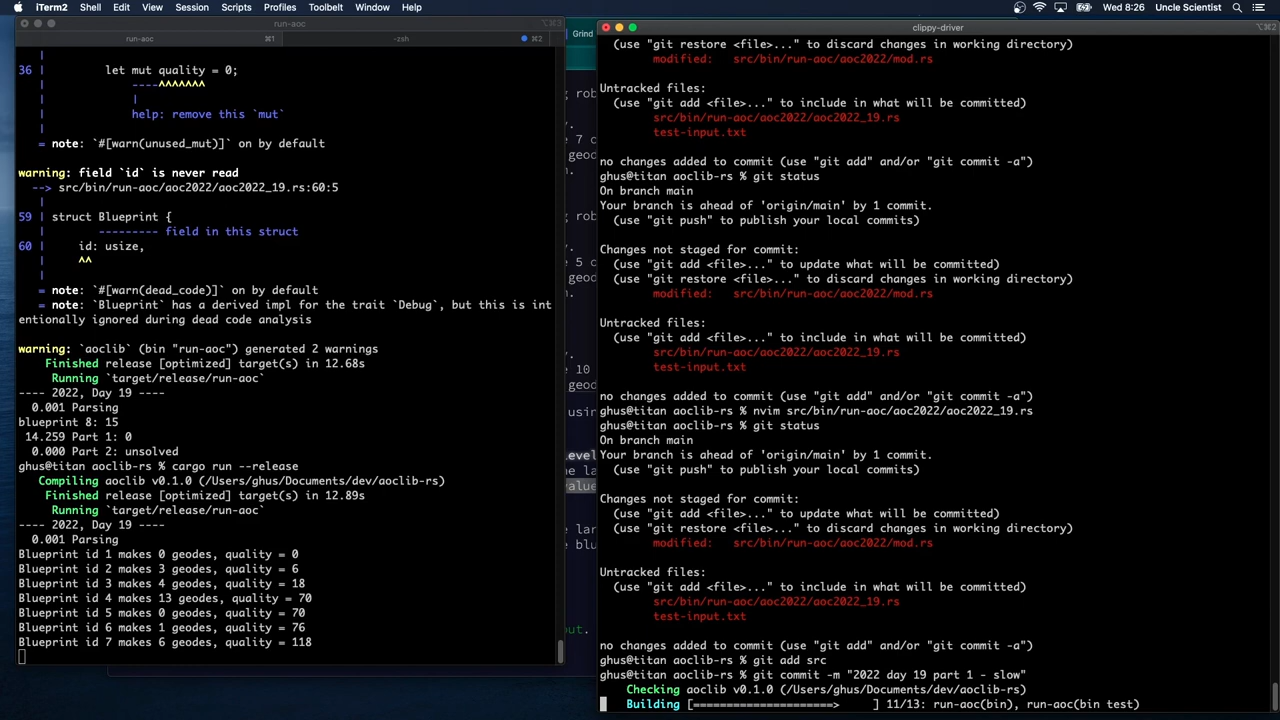 iTerm2 Shell Edit View Session Scripts Profiles Toolbelt Window Help
Wed 8:26 Uncle Scientist
run-aoc
⌥⌘3
run-aoc ⌘1 -zsh ⌘2
36 | let mut quality = 0;
| ----^^^^^^^
| |
| help: remove this `mut`
|
= note: `#[warn(unused_mut)]` on by default
warning: field `id` is never read
--> src/bin/run-aoc/aoc2022/aoc2022_19.rs:60:5
|
59 | struct Blueprint {
| --------- field in this struct
60 | id: usize,
| ^^
|
= note: `#[warn(dead_code)]` on by default
= note: `Blueprint` has a derived impl for the trait `Debug`, but this is int
entionally ignored during dead code analysis
warning: `aoclib` (bin "run-aoc") generated 2 warnings
Finished release [optimized] target(s) in 12.68s
Running `target/release/run-aoc`
---- 2022, Day 19 ----
0.001 Parsing
blueprint 8: 15
14.259 Part 1: 0
0.000 Part 2: unsolved
ghus@titan aoclib-rs % cargo run --release
Compiling aoclib v0.1.0 (/Users/ghus/Documents/dev/aoclib-rs)
Finished release [optimized] target(s) in 12.89s
Running `target/release/run-aoc`
---- 2022, Day 19 ----
0.001 Parsing
Blueprint id 1 makes 0 geodes, quality = 0
Blueprint id 2 makes 3 geodes, quality = 6
Blueprint id 3 makes 4 geodes, quality = 18
Blueprint id 4 makes 13 geodes, quality = 70
Blueprint id 5 makes 0 geodes, quality = 70
Blueprint id 6 makes 1 geodes, quality = 76
Blueprint id 7 makes 6 geodes, quality = 118
Grind
clippy-driver
⌥⌘2
(use "git restore <file>..." to discard changes in working directory)
modified: src/bin/run-aoc/aoc2022/mod.rs
Untracked files:
(use "git add <file>..." to include in what will be committed)
src/bin/run-aoc/aoc2022/aoc2022_19.rs
test-input.txt
no changes added to commit (use "git add" and/or "git commit -a")
ghus@titan aoclib-rs % git status
On branch main
Your branch is ahead of 'origin/main' by 1 commit.
(use "git push" to publish your local commits)
Changes not staged for commit:
(use "git add <file>..." to update what will be committed)
(use "git restore <file>..." to discard changes in working directory)
modified: src/bin/run-aoc/aoc2022/mod.rs
Untracked files:
(use "git add <file>..." to include in what will be committed)
src/bin/run-aoc/aoc2022/aoc2022_19.rs
test-input.txt
no changes added to commit (use "git add" and/or "git commit -a")
ghus@titan aoclib-rs % nvim src/bin/run-aoc/aoc2022/aoc2022_19.rs
ghus@titan aoclib-rs % git status
On branch main
Your branch is ahead of 'origin/main' by 1 commit.
(use "git push" to publish your local commits)
Changes not staged for commit:
(use "git add <file>..." to update what will be committed)
(use "git restore <file>..." to discard changes in working directory)
modified: src/bin/run-aoc/aoc2022/mod.rs
Untracked files:
(use "git add <file>..." to include in what will be committed)
src/bin/run-aoc/aoc2022/aoc2022_19.rs
test-input.txt
no changes added to commit (use "git add" and/or "git commit -a")
ghus@titan aoclib-rs % git add src
ghus@titan aoclib-rs % git commit -m "2022 day 19 part 1 - slow"
Checking aoclib v0.1.0 (/Users/ghus/Documents/dev/aoclib-rs)
Building [=====================> ] 11/13: run-aoc(bin), run-aoc(bin test)